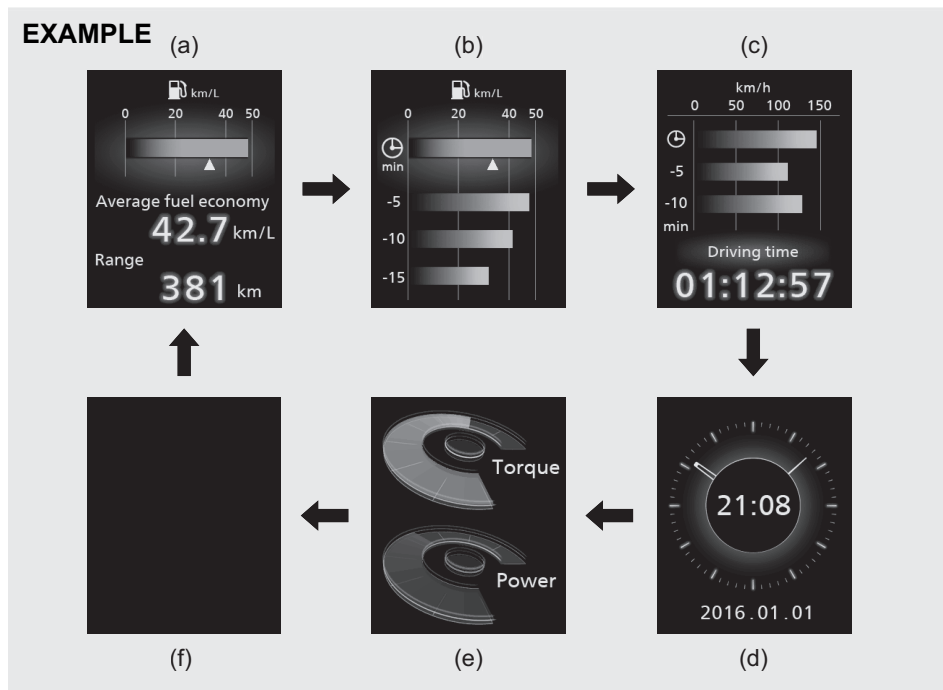 EXAMPLE
(a)
km/L
0 20 40 50
Average fuel economy
42.7 km/L
Range
381 km
(b)
km/L
0 20 40 50
min
-5
-10
-15
(c)
km/h
0 50 100 150
-5
-10
min
Driving time
01:12:57
21:08
2016.01.01
(d)
Torque
Power
(e)
(f)